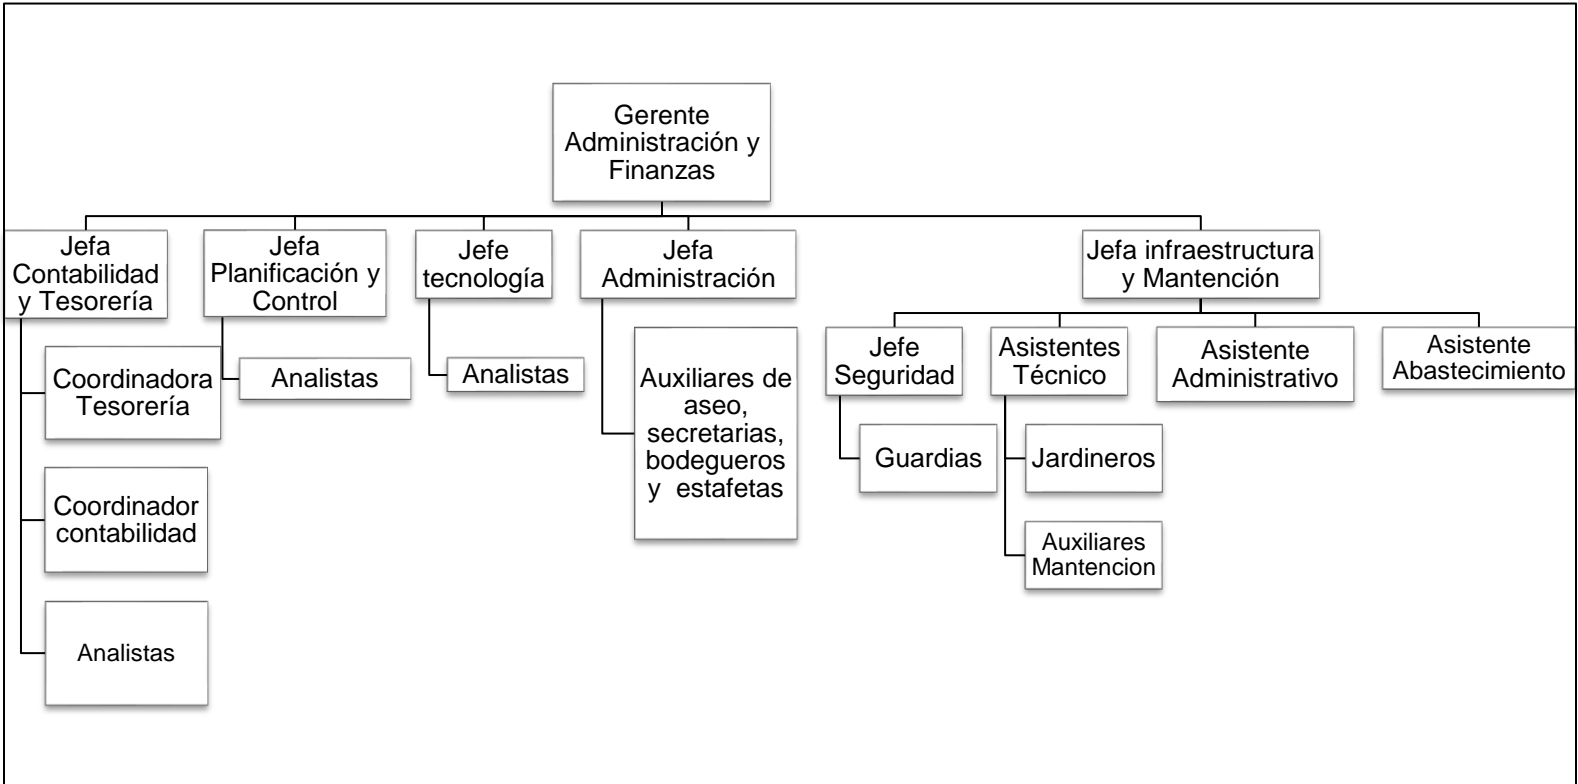 Gerente
Administración y
Finanzas
Jefa
Contabilidad
y Tesorería
Jefa
Planificación y
Control
Jefe
tecnología
Jefa
Administración
Jefa infraestructura
y Mantención
Coordinadora
Tesorería
Coordinador
contabilidad
Analistas
Analistas
Analistas
Auxiliares de
aseo,
secretarias,
bodegueros
y estafetas
Jefe
Seguridad
Guardias
Asistentes
Técnico
Jardineros
Auxiliares
Mantencion
Asistente
Administrativo
Asistente
Abastecimiento